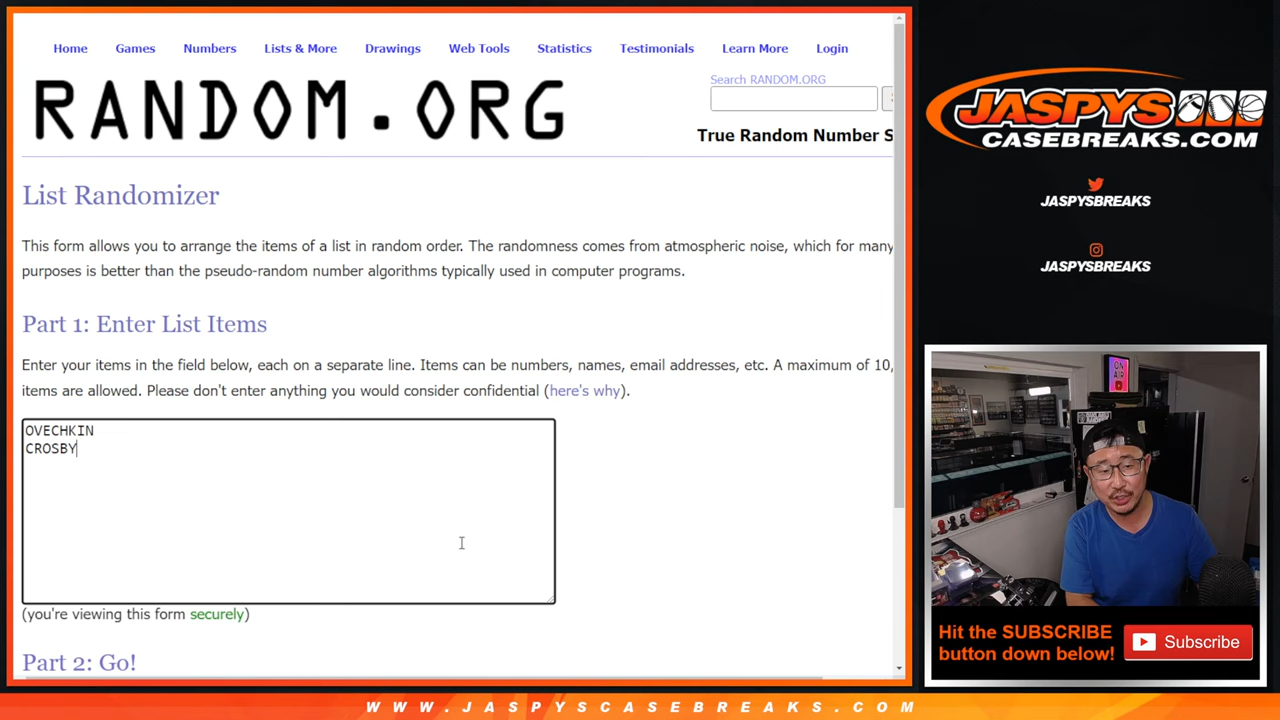 Home Games Numbers Lists & More Drawings Web Tools Statistics Testimonials Learn More Login
RANDOM.ORG
Search RANDOM.ORG
True Random Number S
List Randomizer
This form allows you to arrange the items of a list in random order. The randomness comes from atmospheric noise, which for many
purposes is better than the pseudo-random number algorithms typically used in computer programs.
Part 1: Enter List Items
Enter your items in the field below, each on a separate line. Items can be numbers, names, email addresses, etc. A maximum of 10,
items are allowed. Please don't enter anything you would consider confidential (here's why).
OVECHKIN
CROSBY
(you're viewing this form securely)
Part 2: Go!
JASPYS
CASEBREAKS.COM
JASPYSBREAKS
JASPYSBREAKS
ON
AIR
Hit the SUBSCRIBE
button down below!
Subscribe
WWW.JASPYSCASEBREAKS.COM